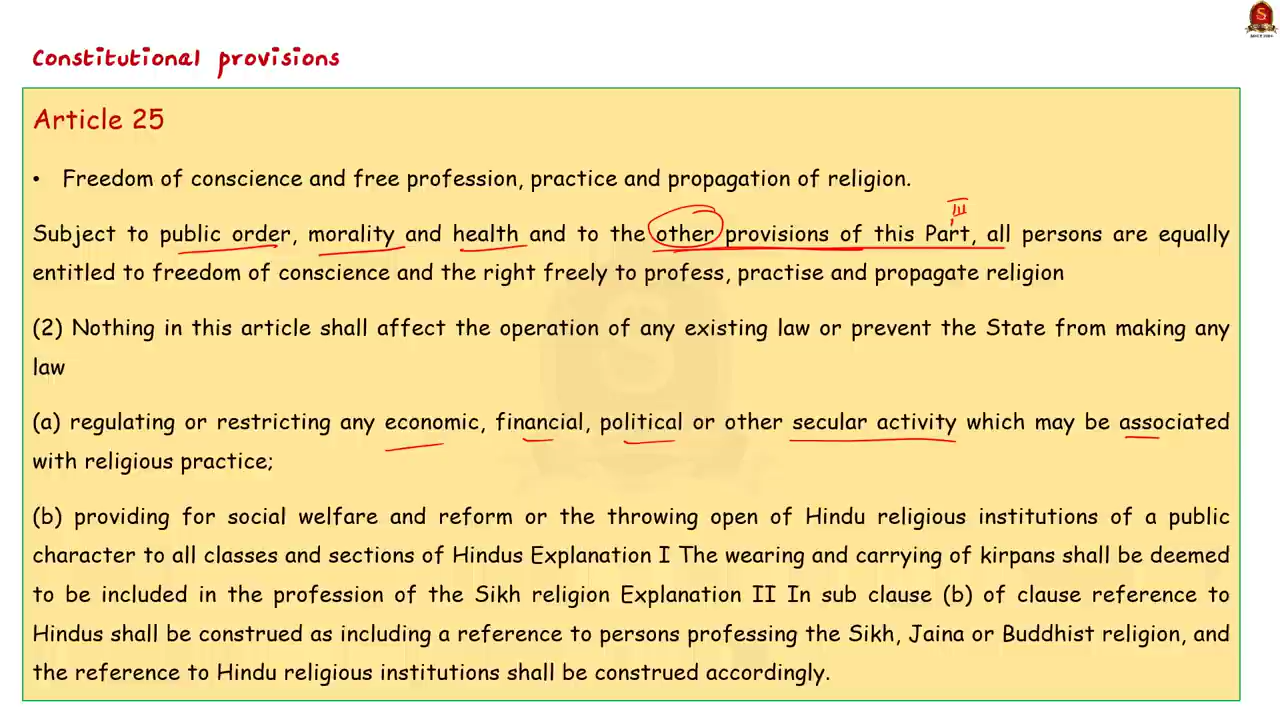 Constitutional provisions
Article 25
• Freedom of conscience and free profession, practice and propagation of religion.
III
Subject to public order, morality and health and to the other provisions of this Part, all persons are equally
entitled to freedom of conscience and the right freely to profess, practise and propagate religion
(2) Nothing in this article shall affect the operation of any existing law or prevent the State from making any
law
(a) regulating or restricting any economic, financial, political or other secular activity which may be associated
with religious practice;
(b) providing for social welfare and reform or the throwing open of Hindu religious institutions of a public
character to all classes and sections of Hindus Explanation I The wearing and carrying of kirpans shall be deemed
to be included in the profession of the Sikh religion Explanation II In sub clause (b) of clause reference to
Hindus shall be construed as including a reference to persons professing the Sikh, Jaina or Buddhist religion, and
the reference to Hindu religious institutions shall be construed accordingly.